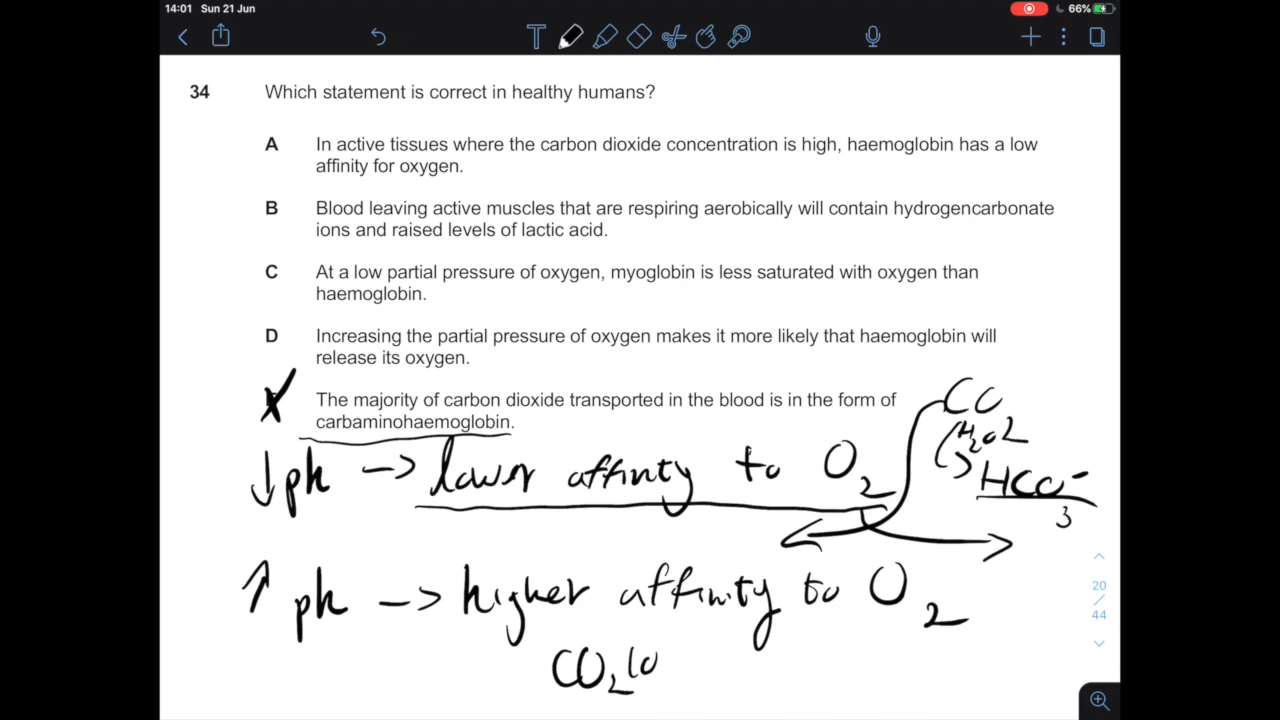 14:01 Sun 21 Jun
66%
34 Which statement is correct in healthy humans?
A In active tissues where the carbon dioxide concentration is high, haemoglobin has a low
affinity for oxygen.
B Blood leaving active muscles that are respiring aerobically will contain hydrogencarbonate
ions and raised levels of lactic acid.
C At a low partial pressure of oxygen, myoglobin is less saturated with oxygen than
haemoglobin.
D Increasing the partial pressure of oxygen makes it more likely that haemoglobin will
release its oxygen.
The majority of carbon dioxide transported in the blood is in the form of
carbaminohaemoglobin.
CO
H2O2
HCO3-
↓ph → lower affinity to O2
↑ ph → higher affinity to O2
CO2
20
/
44